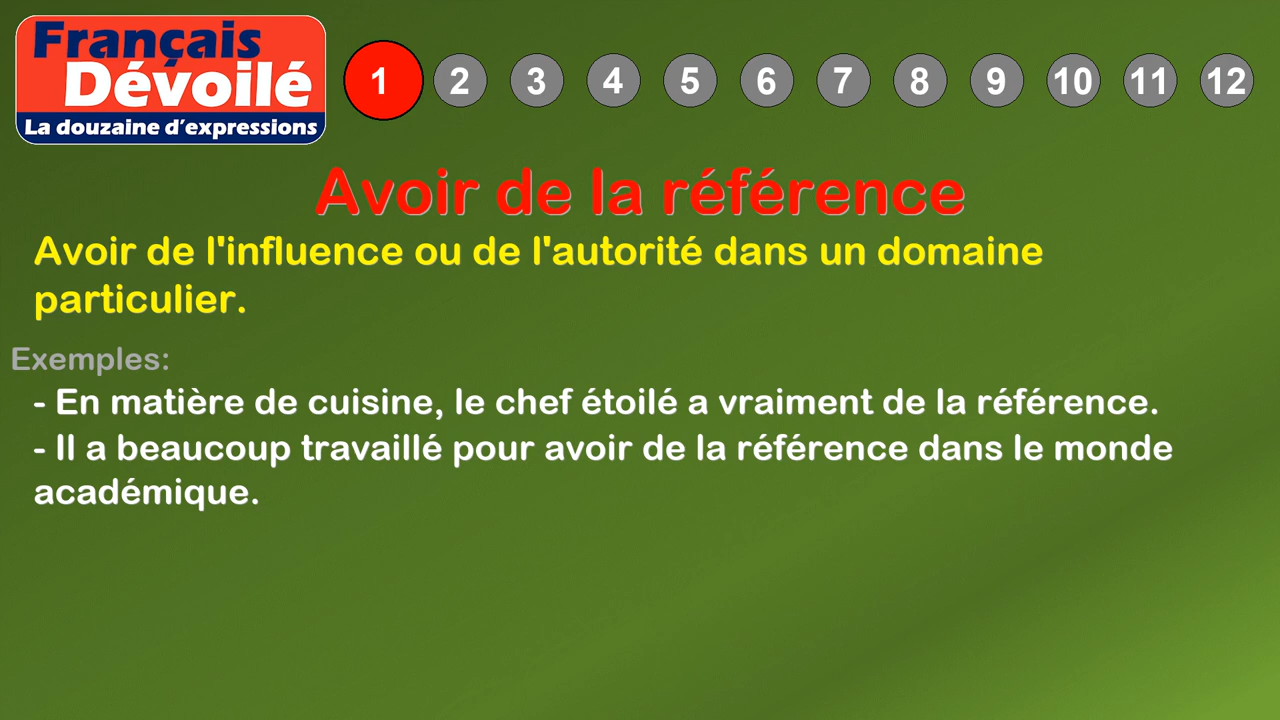 Français
Dévoilé
La douzaine d’expressions
1 2 3 4 5 6 7 8 9 10 11 12
Avoir de la référence
Avoir de l'influence ou de l'autorité dans un domaine
particulier.
Exemples:
- En matière de cuisine, le chef étoilé a vraiment de la référence.
- Il a beaucoup travaillé pour avoir de la référence dans le monde
académique.